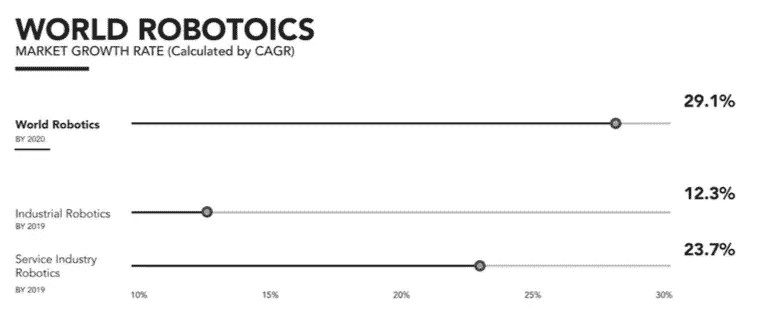 WORLD ROBOTOICS
MARKET GROWTH RATE (Calculated by CAGR)
29.1%
World Robotics
BY 2020
12.3%
Industrial Robotics
BY 2019
23.7%
Service Industry
Robotics
BY 2019
10% 15% 20% 25% 30%